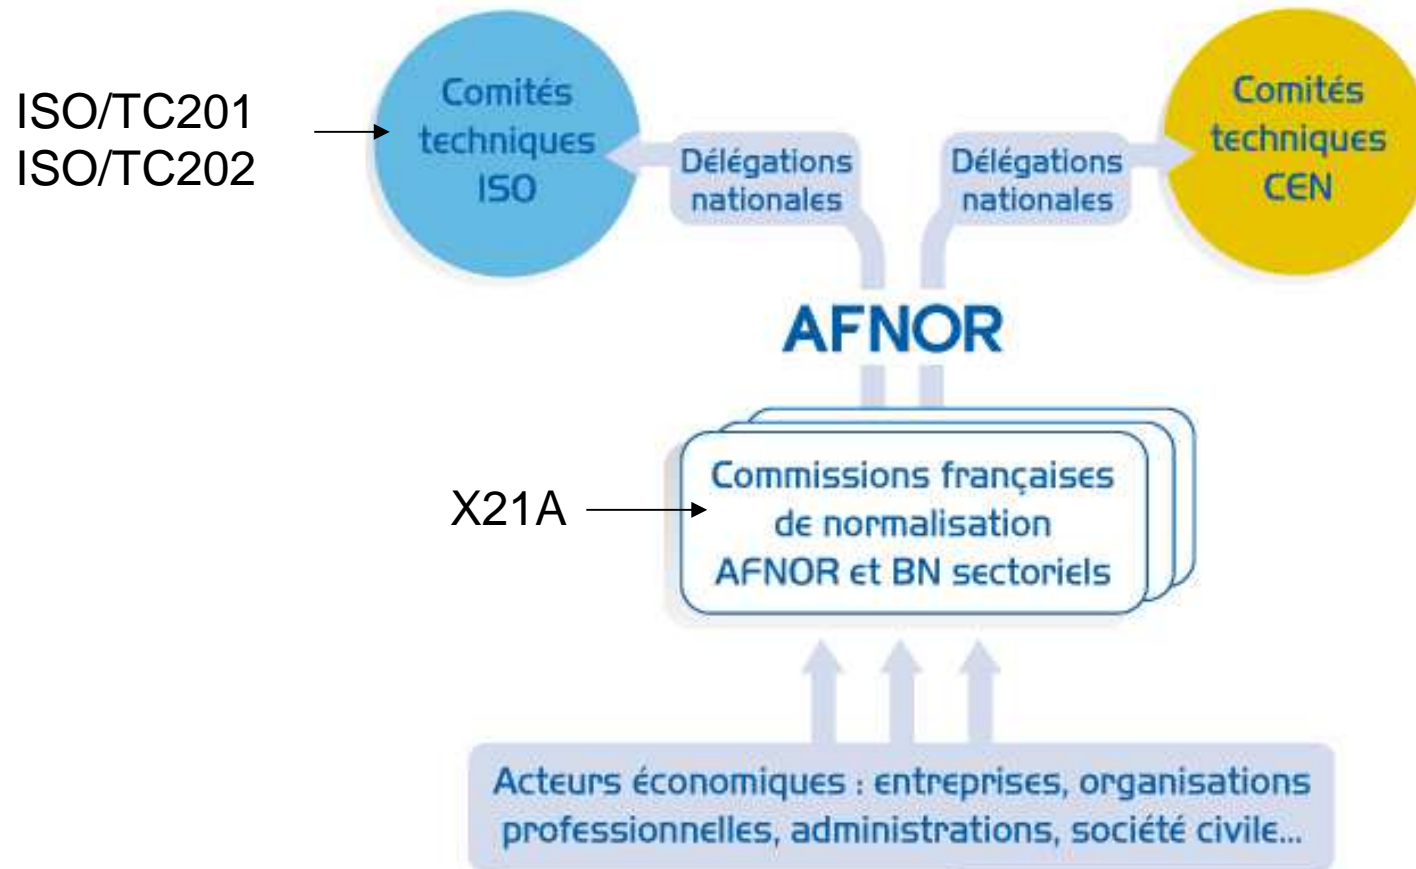 ISO/TC201
ISO/TC202
Comités
techniques
ISO
Délégations
nationales
Délégations
nationales
Comités
techniques
CEN
AFNOR
X21A
Commissions françaises
de normalisation
AFNOR et BN sectoriels
Acteurs économiques : entreprises, organisations
professionnelles, administrations, société civile...